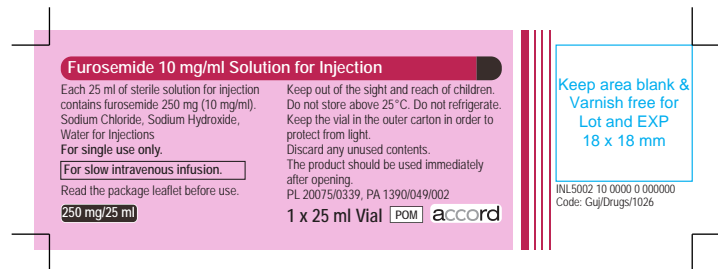 Furosemide 10 mg/ml Solution for Injection
Each 25 ml of sterile solution for injection
contains furosemide 250 mg (10 mg/ml).
Sodium Chloride, Sodium Hydroxide,
Water for Injections
For single use only.
For slow intravenous infusion.
Read the package leaflet before use.
250 mg/25 ml
Keep out of the sight and reach of children.
Do not store above 25°C. Do not refrigerate.
Keep the vial in the outer carton in order to
protect from light.
Discard any unused contents.
The product should be used immediately
after opening.
PL 20075/0339, PA 1390/049/002
1 x 25 ml Vial POM accord
Keep area blank &
Varnish free for
Lot and EXP
18 x 18 mm
INL5002 10 0000 0 000000
Code: Guj/Drugs/1026